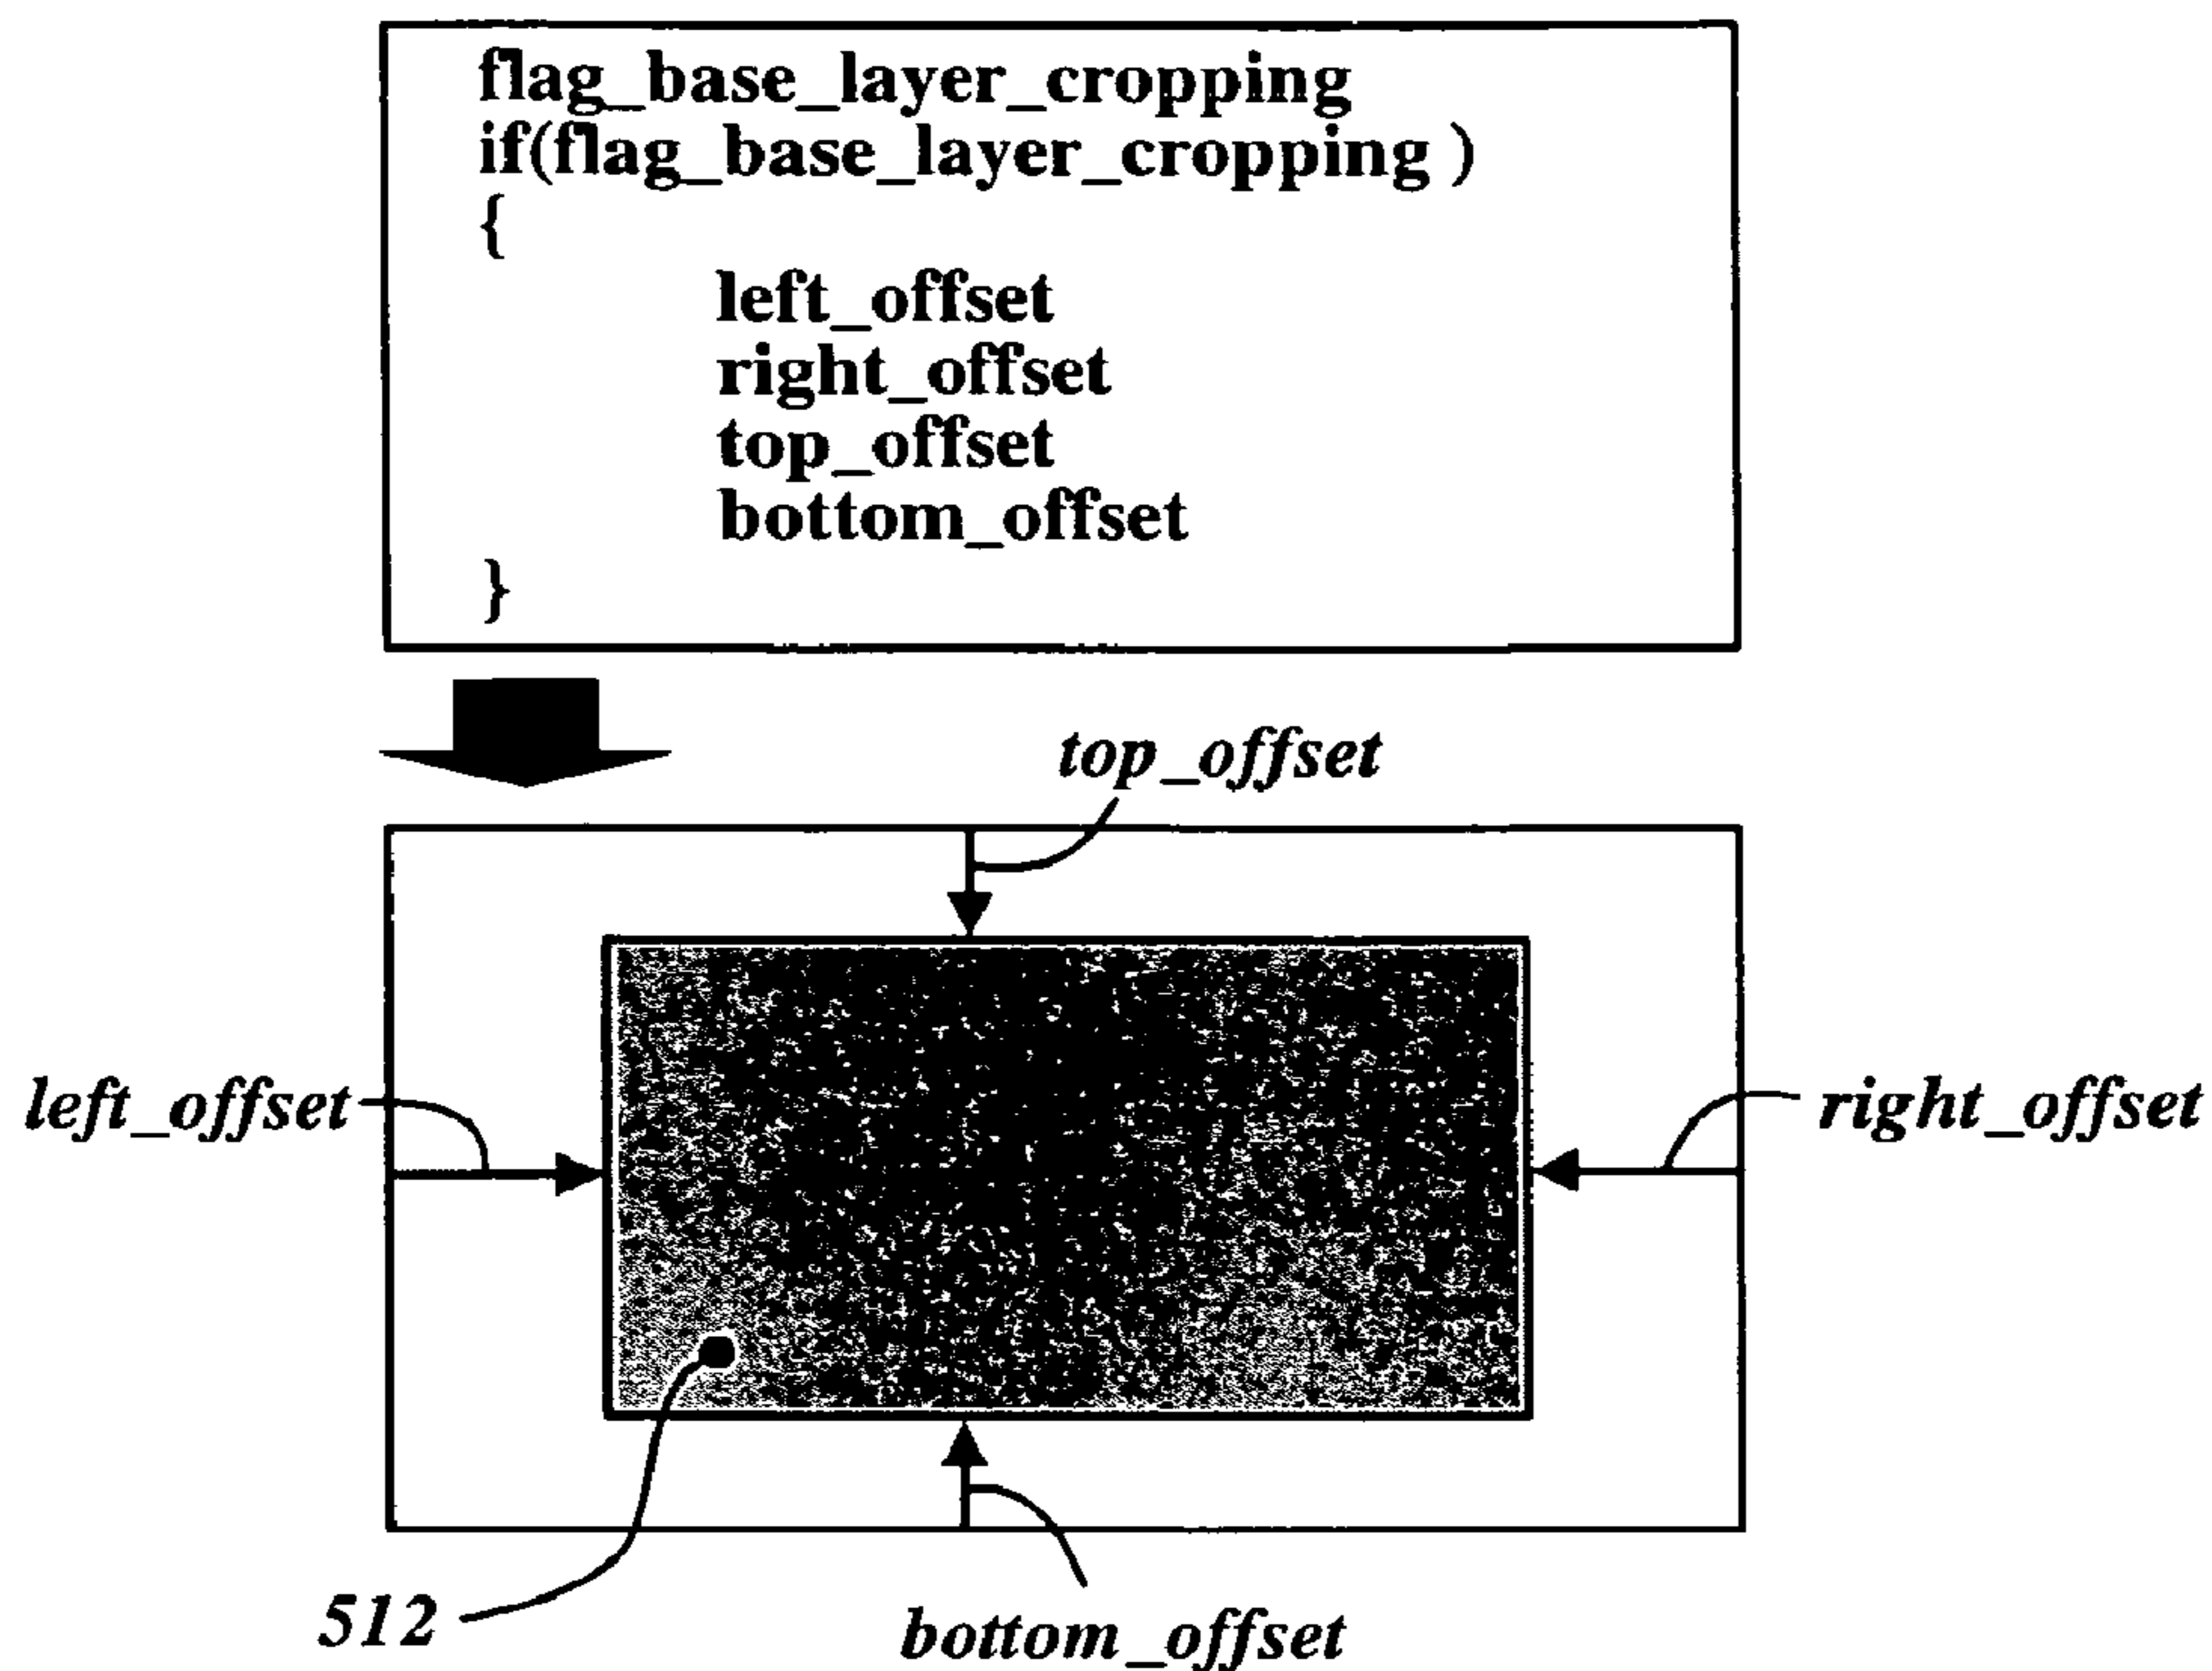 flag_base_layer_cropping
if(flag_base_layer_cropping )
{
left_offset
right_offset
top_offset
bottom_offset
}
top_offset
left_offset
right_offset
512
bottom_offset